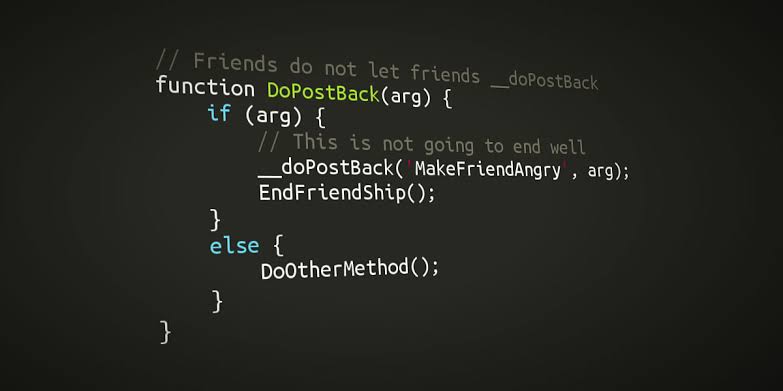 // Friends do not let friends __doPostBack
function DoPostBack(arg) {
if (arg) {
// This is not going to end well
__doPostBack('MakeFriendAngry', arg);
EndFriendShip();
}
else {
DoOtherMethod();
}
}